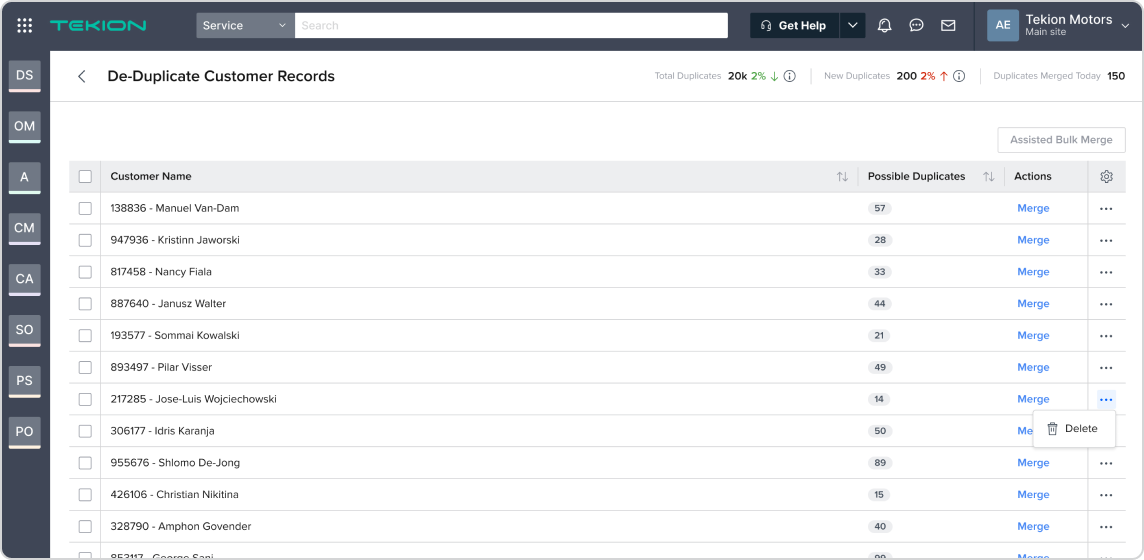 TEKION
Service
Search
Get Help
AE
Tekion Motors
Main site
DS
OM
A
CM
CA
SO
PS
PO
De-Duplicate Customer Records
Total Duplicates 20k 2% ↓
New Duplicates 200 2% ↑
Duplicates Merged Today 150
Assisted Bulk Merge
Customer Name Possible Duplicates Actions
138836 - Manuel Van-Dam 57 Merge
947936 - Kristinn Jaworski 28 Merge
817458 - Nancy Fiala 33 Merge
887640 - Janusz Walter 44 Merge
193577 - Sommai Kowalski 21 Merge
893497 - Pilar Visser 49 Merge
217285 - Jose-Luis Wojciechowski 14 Merge
306177 - Idris Karanja 50 Me
Delete
955676 - Shlomo De-Jong 89 Merge
426106 - Christian Nikitina 15 Merge
328790 - Amphon Govender 40 Merge
853117 - George Sani 99 Merge